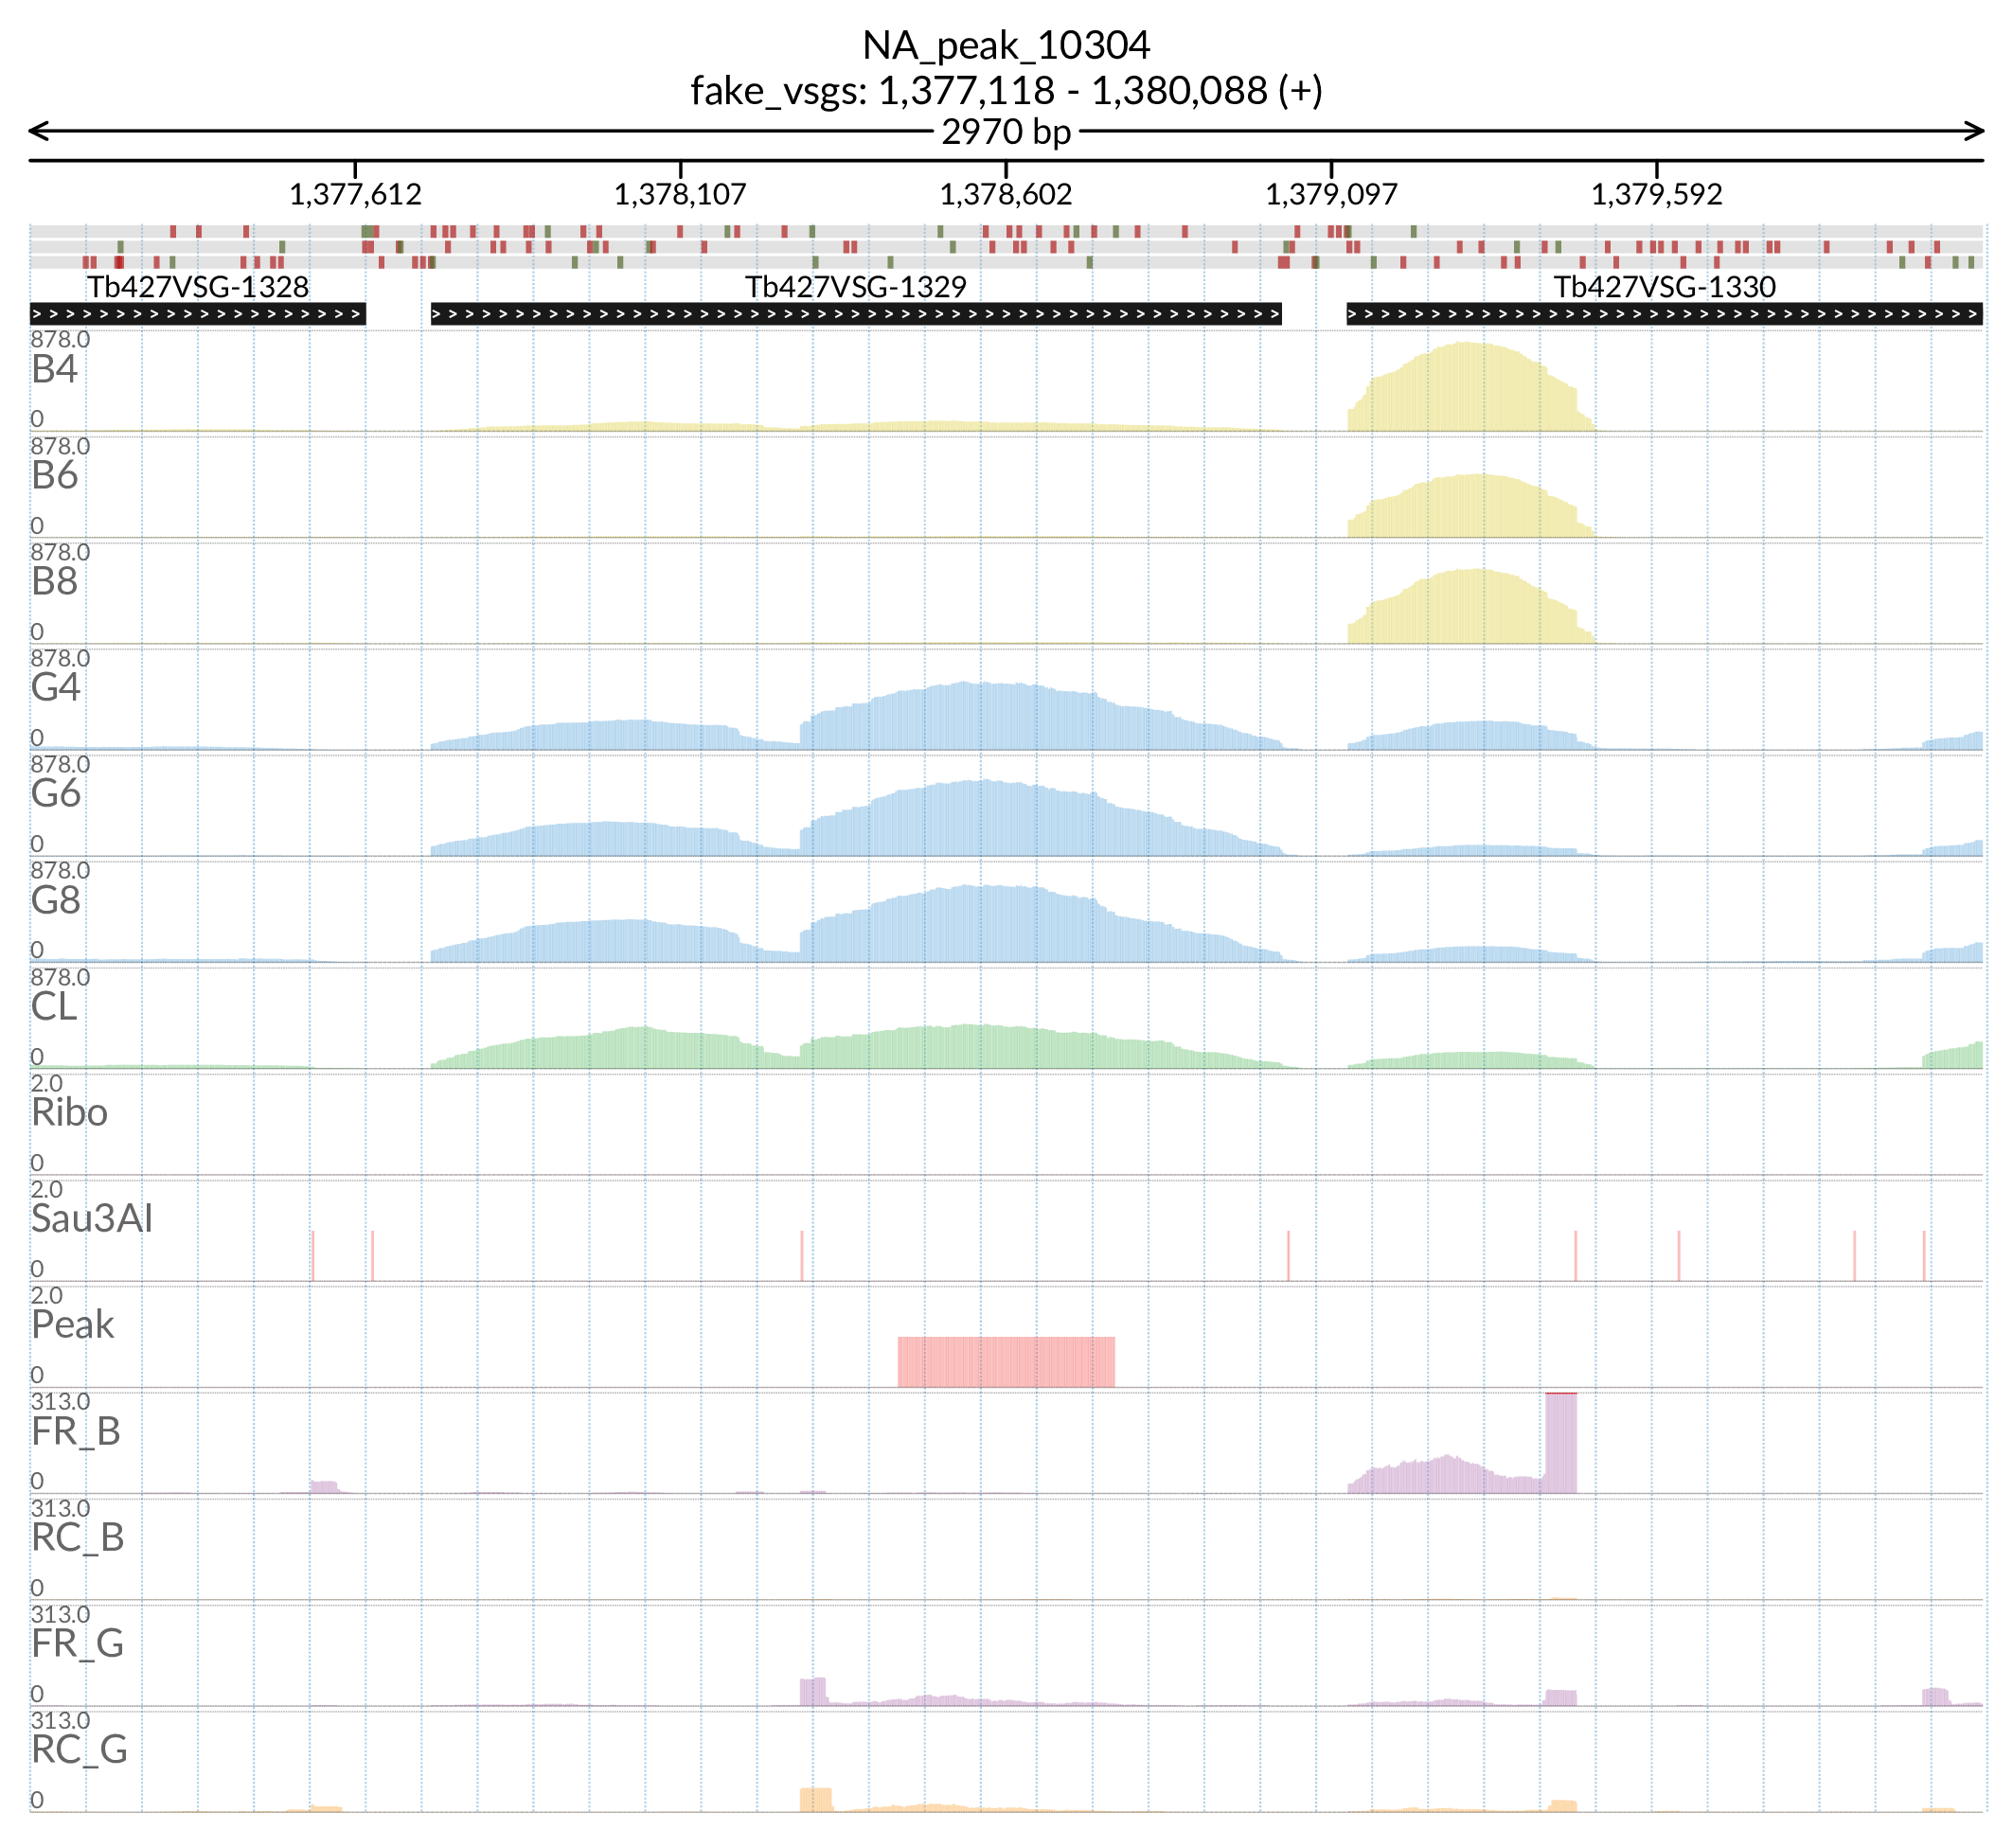 NA_peak_10304
fake_vsgs: 1,377,118 - 1,380,088 (+)
2970 bp
1,377,612 1,378,107 1,378,602 1,379,097 1,379,592
Tb427VSG-1328 Tb427VSG-1329 Tb427VSG-1330
878.0
B4
0
878.0
B6
0
878.0
B8
0
878.0
G4
0
878.0
G6
0
878.0
G8
0
878.0
CL
0
2.0
Ribo
0
2.0
Sau3AI
0
2.0
Peak
0
313.0
FR_B
0
313.0
RC_B
0
313.0
FR_G
0
313.0
RC_G
0